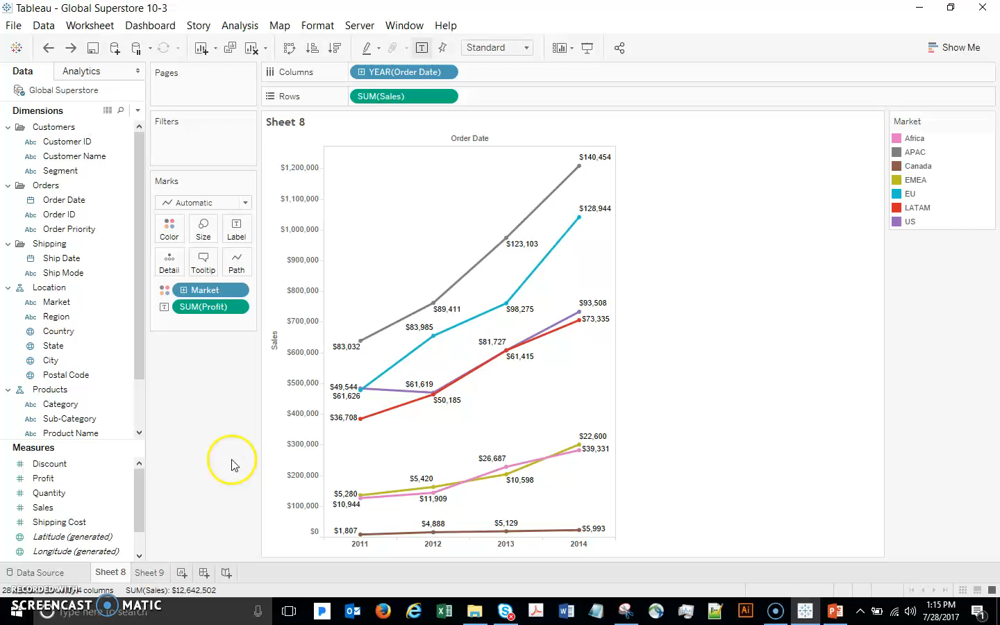 Tableau - Global Superstore 10-3
File Data Worksheet Dashboard Story Analysis Map Format Server Window Help
Standard
Show Me
Data Analytics
Global Superstore
Dimensions
Customers
Abc Customer ID
Abc Customer Name
Abc Segment
Orders
Order Date
Abc Order ID
Abc Order Priority
Shipping
Ship Date
Abc Ship Mode
Location
Abc Market
Abc Region
Country
State
City
Postal Code
Products
Abc Category
Abc Sub-Category
Abc Product Name
Measures
# Discount
# Profit
# Quantity
# Sales
# Shipping Cost
Latitude (generated)
Longitude (generated)
Pages
Filters
Marks
Automatic
Color Size Label
Detail Tooltip Path
Market
SUM(Profit)
Columns YEAR(Order Date)
Rows SUM(Sales)
Sheet 8
Order Date
Sales
$1,200,000
$1,100,000
$1,000,000
$900,000
$800,000
$700,000
$600,000
$500,000
$400,000
$300,000
$200,000
$100,000
$0
$140,454
$128,944
$123,103
$93,508
$89,411
$98,275
$73,335
$83,985
$83,032
$81,727
$61,415
$49,544
$61,619
$61,626
$50,185
$36,708
$22,600
$39,331
$26,687
$5,420
$10,598
$5,280
$11,909
$10,944
$4,888
$5,129
$5,993
$1,807
2011 2012 2013 2014
Market
Africa
APAC
Canada
EMEA
EU
LATAM
US
Data Source Sheet 8 Sheet 9
columns SUM(Sales): $12,642,502
RECORDED WITH
SCREENCAST MATIC
Type here to search
1:15 PM
7/28/2017